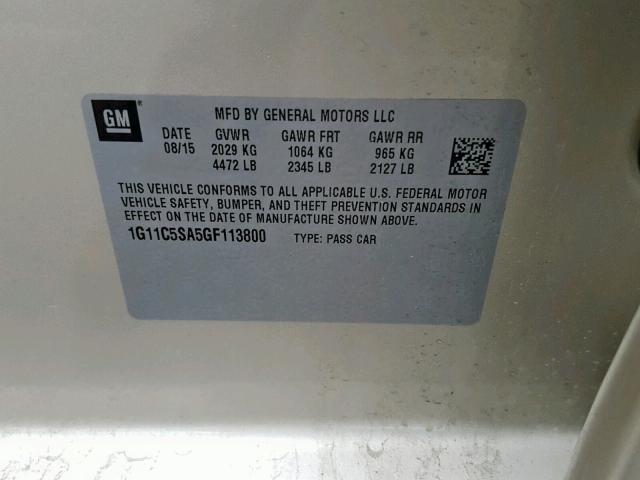 GM®
MFD BY GENERAL MOTORS LLC
DATE GVWR GAWR FRT GAWR RR
08/15 2029 KG 1064 KG 965 KG
4472 LB 2345 LB 2127 LB
THIS VEHICLE CONFORMS TO ALL APPLICABLE U.S. FEDERAL MOTOR
VEHICLE SAFETY, BUMPER, AND THEFT PREVENTION STANDARDS IN
EFFECT ON THE DATE OF MANUFACTURE SHOWN ABOVE.
1G11C5SA5GF113800 TYPE: PASS CAR